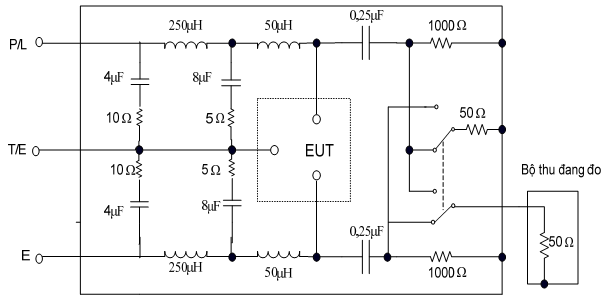 250μH
50μH
0,25μF
1000 Ω
P/L
4μF
8μF
10 Ω
5 Ω
50 Ω
T/E
EUT
Bộ thu đang đo
10 Ω
5 Ω
4μF
8μF
0,25μF
50 Ω
E
250μH
50μH
1000 Ω